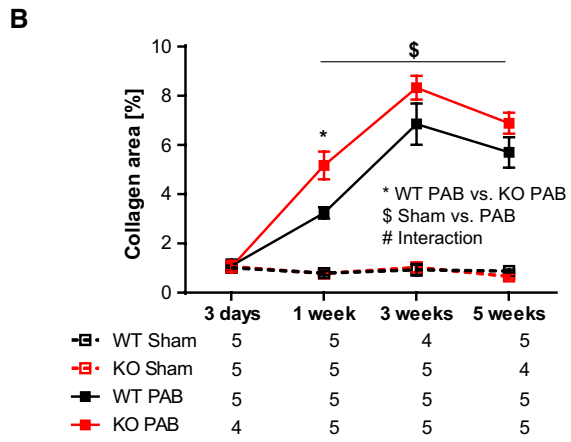 B
$
10
8
6
4
2
0
Collagen area [%]
*
* WT PAB vs. KO PAB
$ Sham vs. PAB
# Interaction
3 days 1 week 3 weeks 5 weeks
WT Sham 5 5 4 5
KO Sham 5 5 5 4
WT PAB 5 5 5 5
KO PAB 4 5 5 5